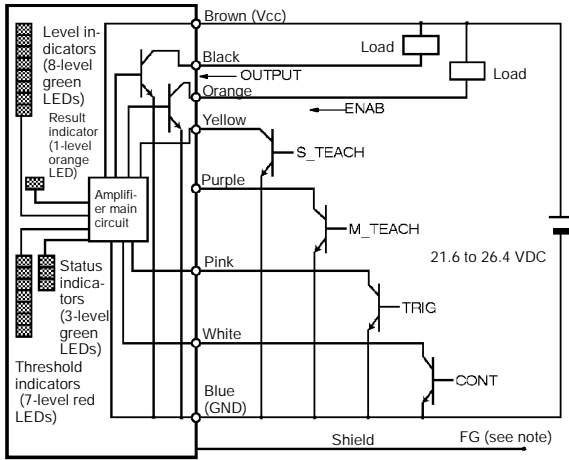 Brown (Vcc)
Level in-
dicators
(8-level
green
LEDs)
Load
Black
OUTPUT
Load
Orange
ENAB
Result
indicator
(1-level
orange
LED)
Yellow
S_TEACH
Purple
Amplifi-
er main
circuit
M_TEACH
21.6 to 26.4 VDC
Pink
Status
indica-
tors
(3-level
green
LEDs)
TRIG
White
Threshold
indicators
(7-level red
LEDs)
CONT
Blue
(GND)
Shield
FG (see note)